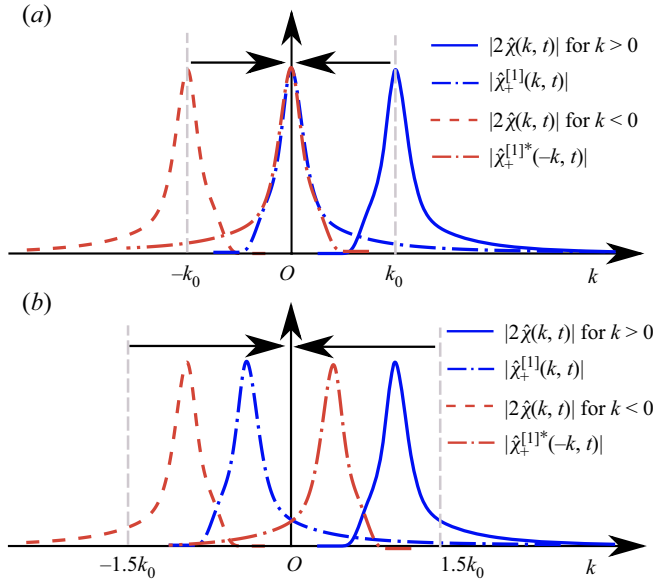 (a)
|2χ̂(k, t)| for k > 0
|χ̂₊^[1](k, t)|
|2χ̂(k, t)| for k < 0
|χ̂₊^[1]*(–k, t)|
–k₀ O k₀ k
(b)
|2χ̂(k, t)| for k > 0
|χ̂₊^[1](k, t)|
|2χ̂(k, t)| for k < 0
|χ̂₊^[1]*(–k, t)|
–1.5k₀ O 1.5k₀ k